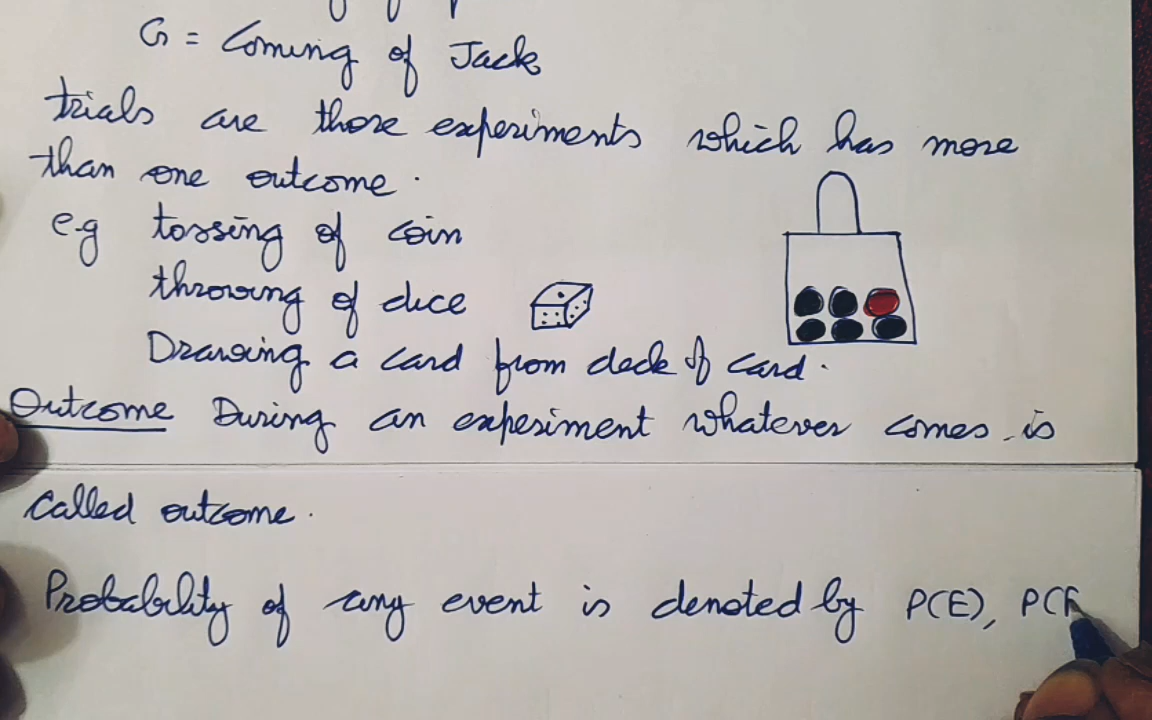 G = Coming of Jack
trials are those experiments which has more
than one outcome.
e.g tossing of coin
throwing of dice
Drawing a card from deck of card.
Outcome During an experiment whatever comes is
called outcome.
Probability of any event is denoted by P(E), P(F